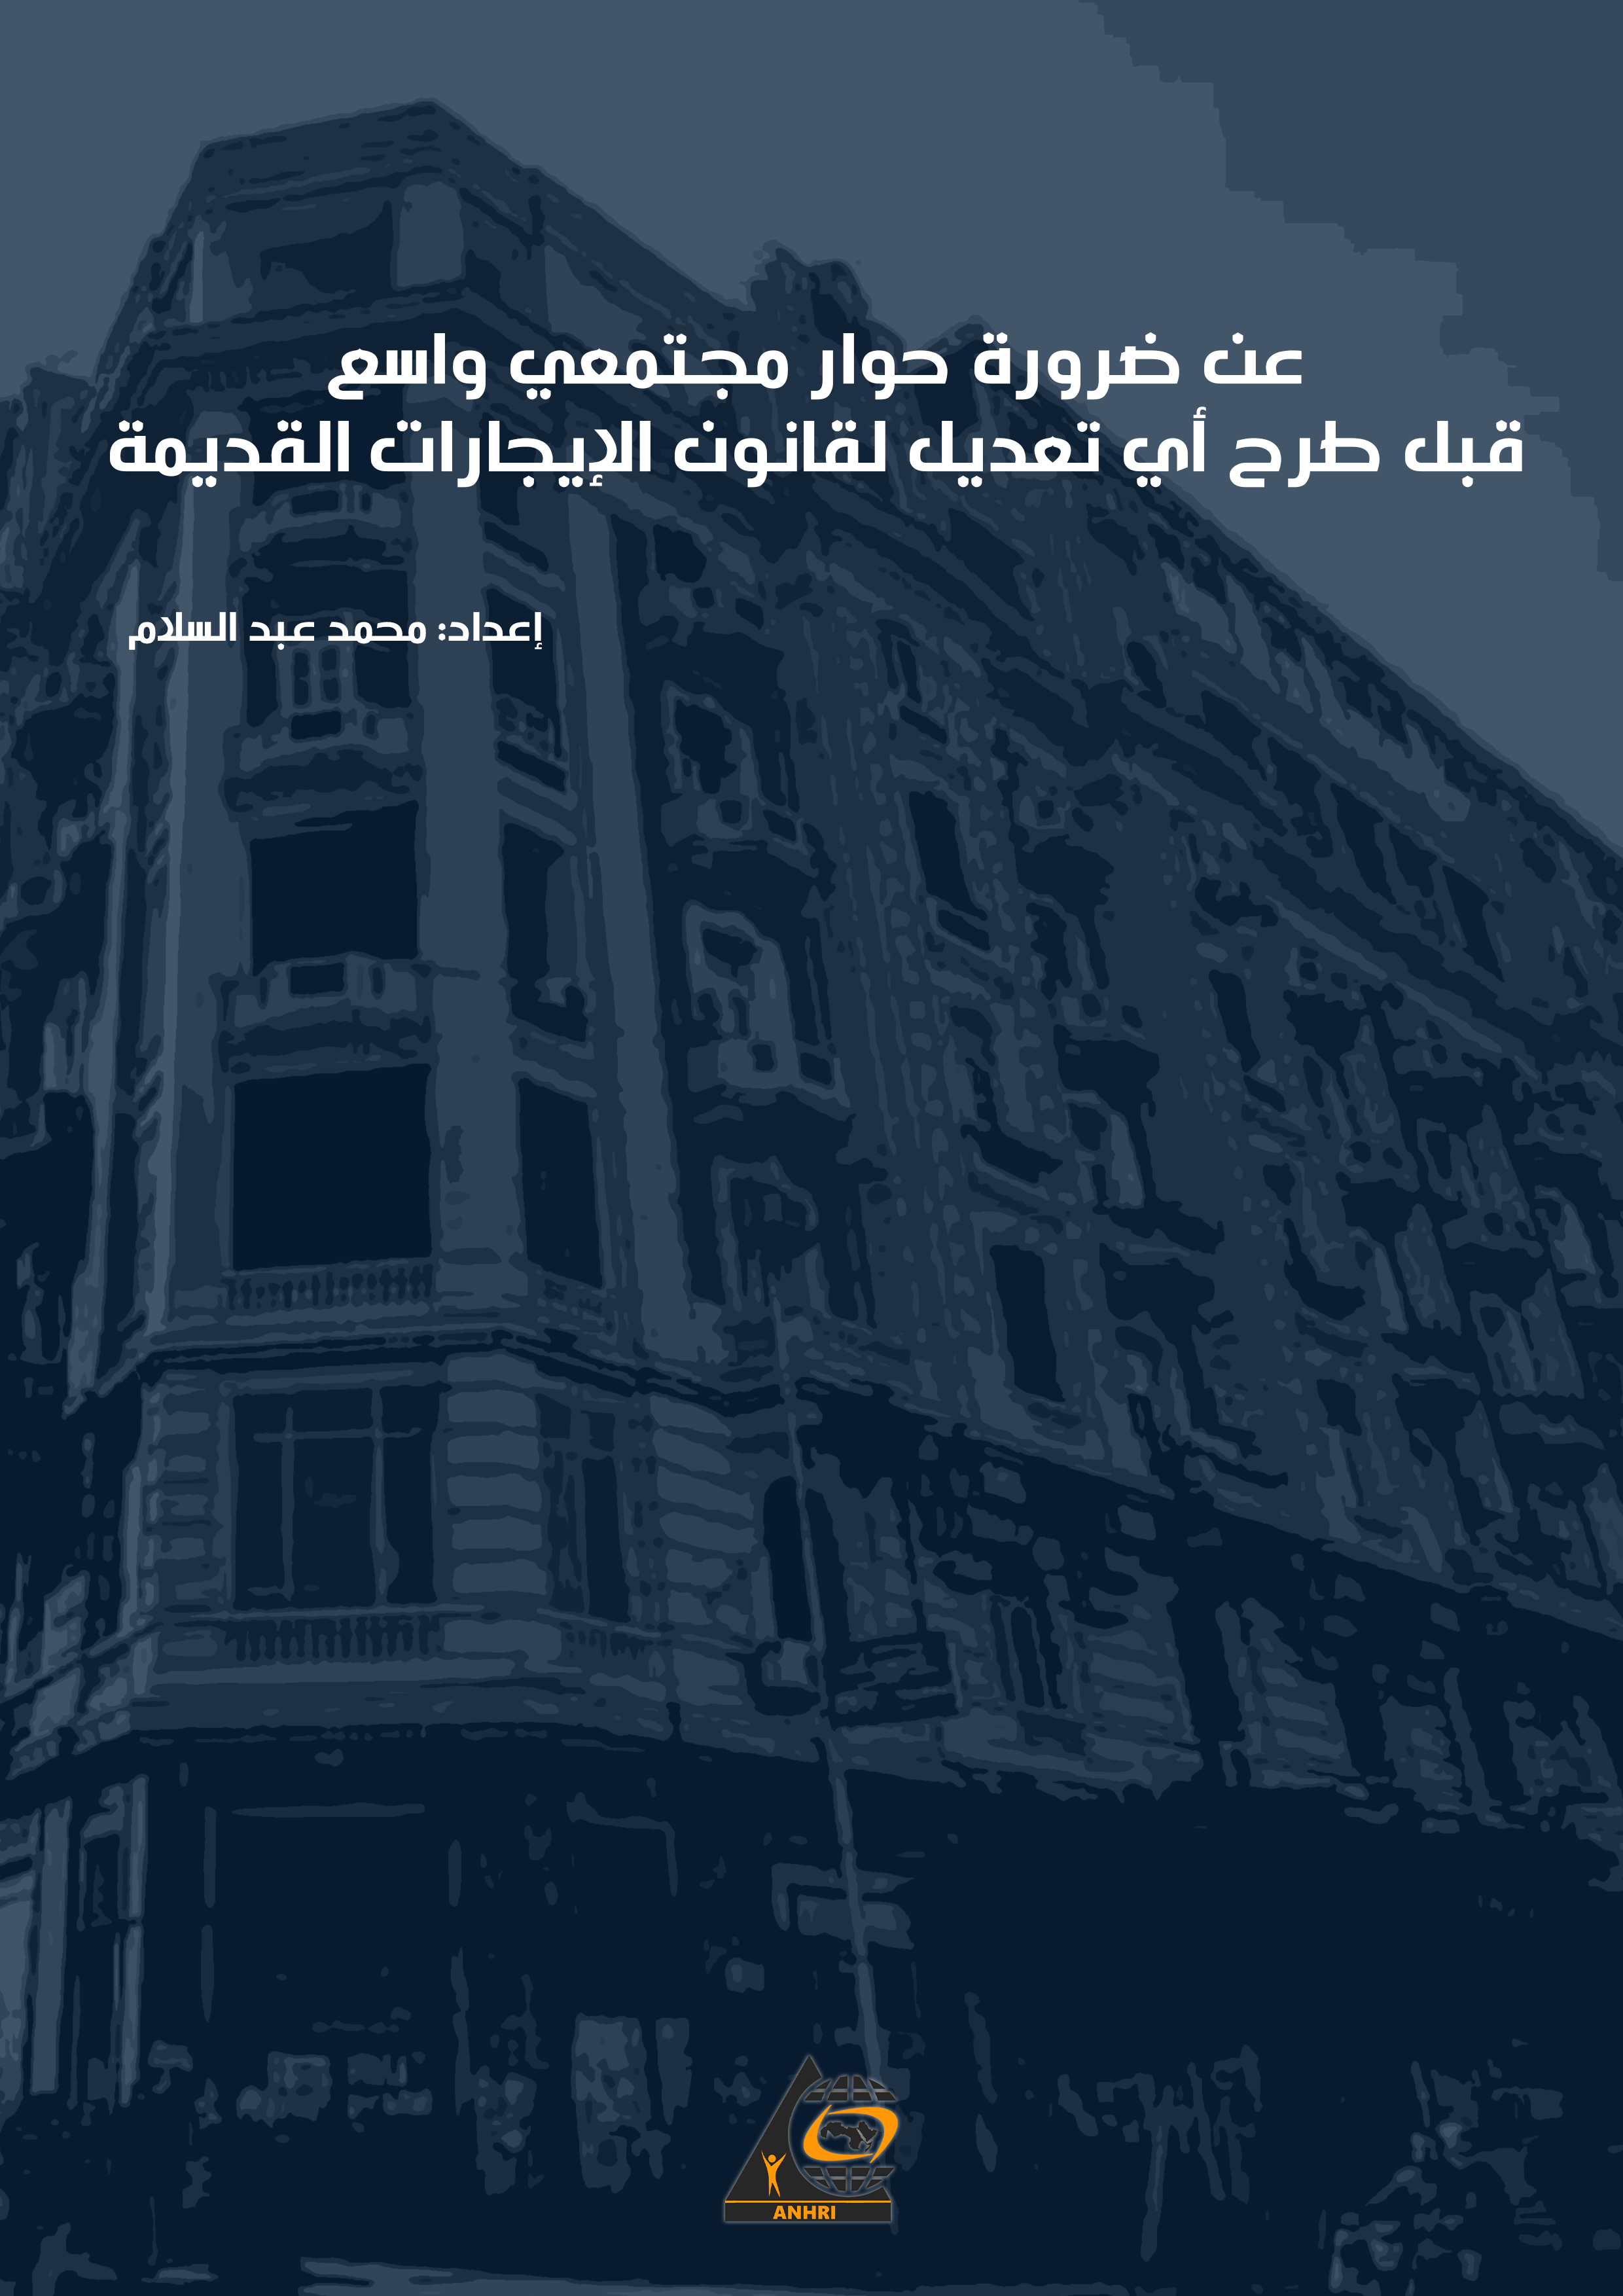 عن ضرورة حوار مجتمعي واسع
قبل طرح أي تعديل لقانون الإيجارات القديمة
إعداد: محمد عبد السلام
ANHRI